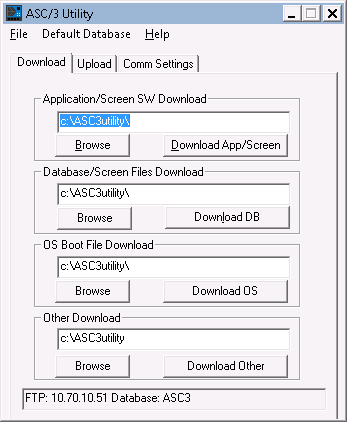 ASC/3 Utility
File Default Database Help
Download Upload Comm Settings
Application/Screen SW Download
c:\ASC3utility\
Browse Download App/Screen
Database/Screen Files Download
c:\ASC3utility\
Browse Download DB
OS Boot File Download
c:\ASC3utility\
Browse Download OS
Other Download
c:\ASC3utility
Browse Download Other
FTP: 10.70.10.51 Database: ASC3